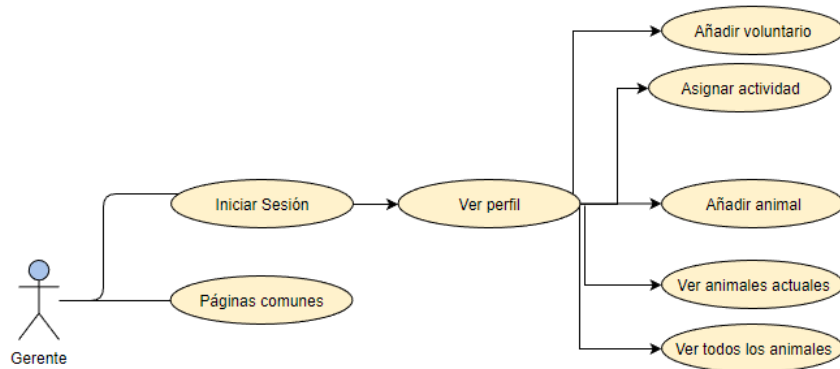 Añadir voluntario
Asignar actividad
Iniciar Sesión
Ver perfil
Añadir animal
Páginas comunes
Ver animales actuales
Ver todos los animales
Gerente